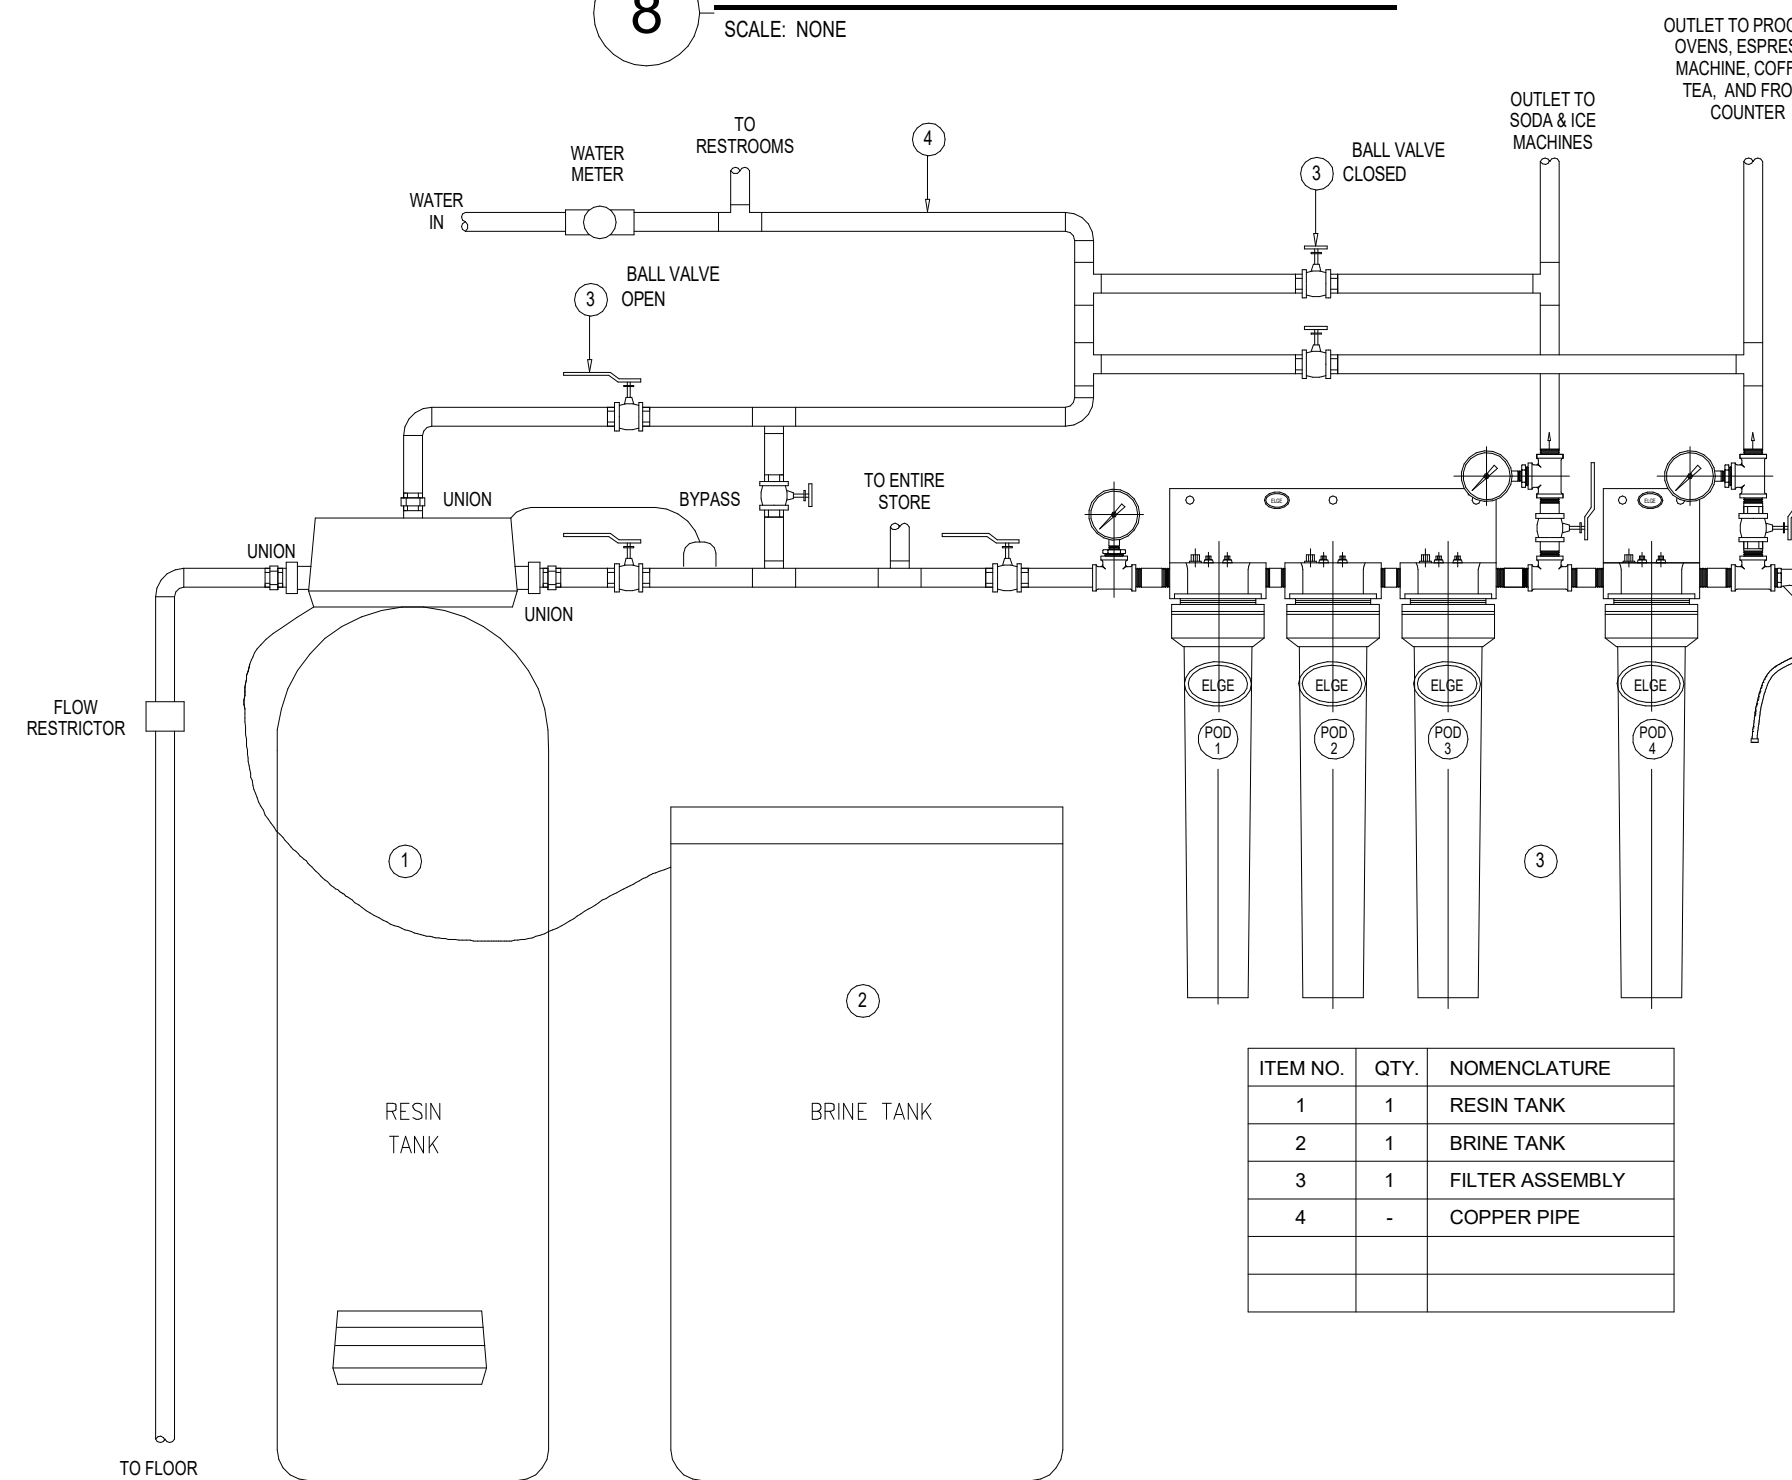 8
SCALE: NONE
OUTLET TO
OVENS,
MACHINE,
TEA, AND
COUNTER
OUTLET TO
SODA & ICE
MACHINES
TO
RESTROOMS
4
BALL VALVE
3 CLOSED
WATER
METER
WATER
IN
BALL VALVE
3 OPEN
TO ENTIRE
STORE
UNION
BYPASS
ELGE
ELGE
UNION
UNION
FLOW
RESTRICTOR
ELGE
ELGE
ELGE
ELGE
POD
1
POD
2
POD
3
POD
4
1
3
2
RESIN
TANK
BRINE TANK
ITEM NO. QTY. NOMENCLATURE
1 1 RESIN TANK
2 1 BRINE TANK
3 1 FILTER ASSEMBLY
4 - COPPER PIPE
TO FLOOR